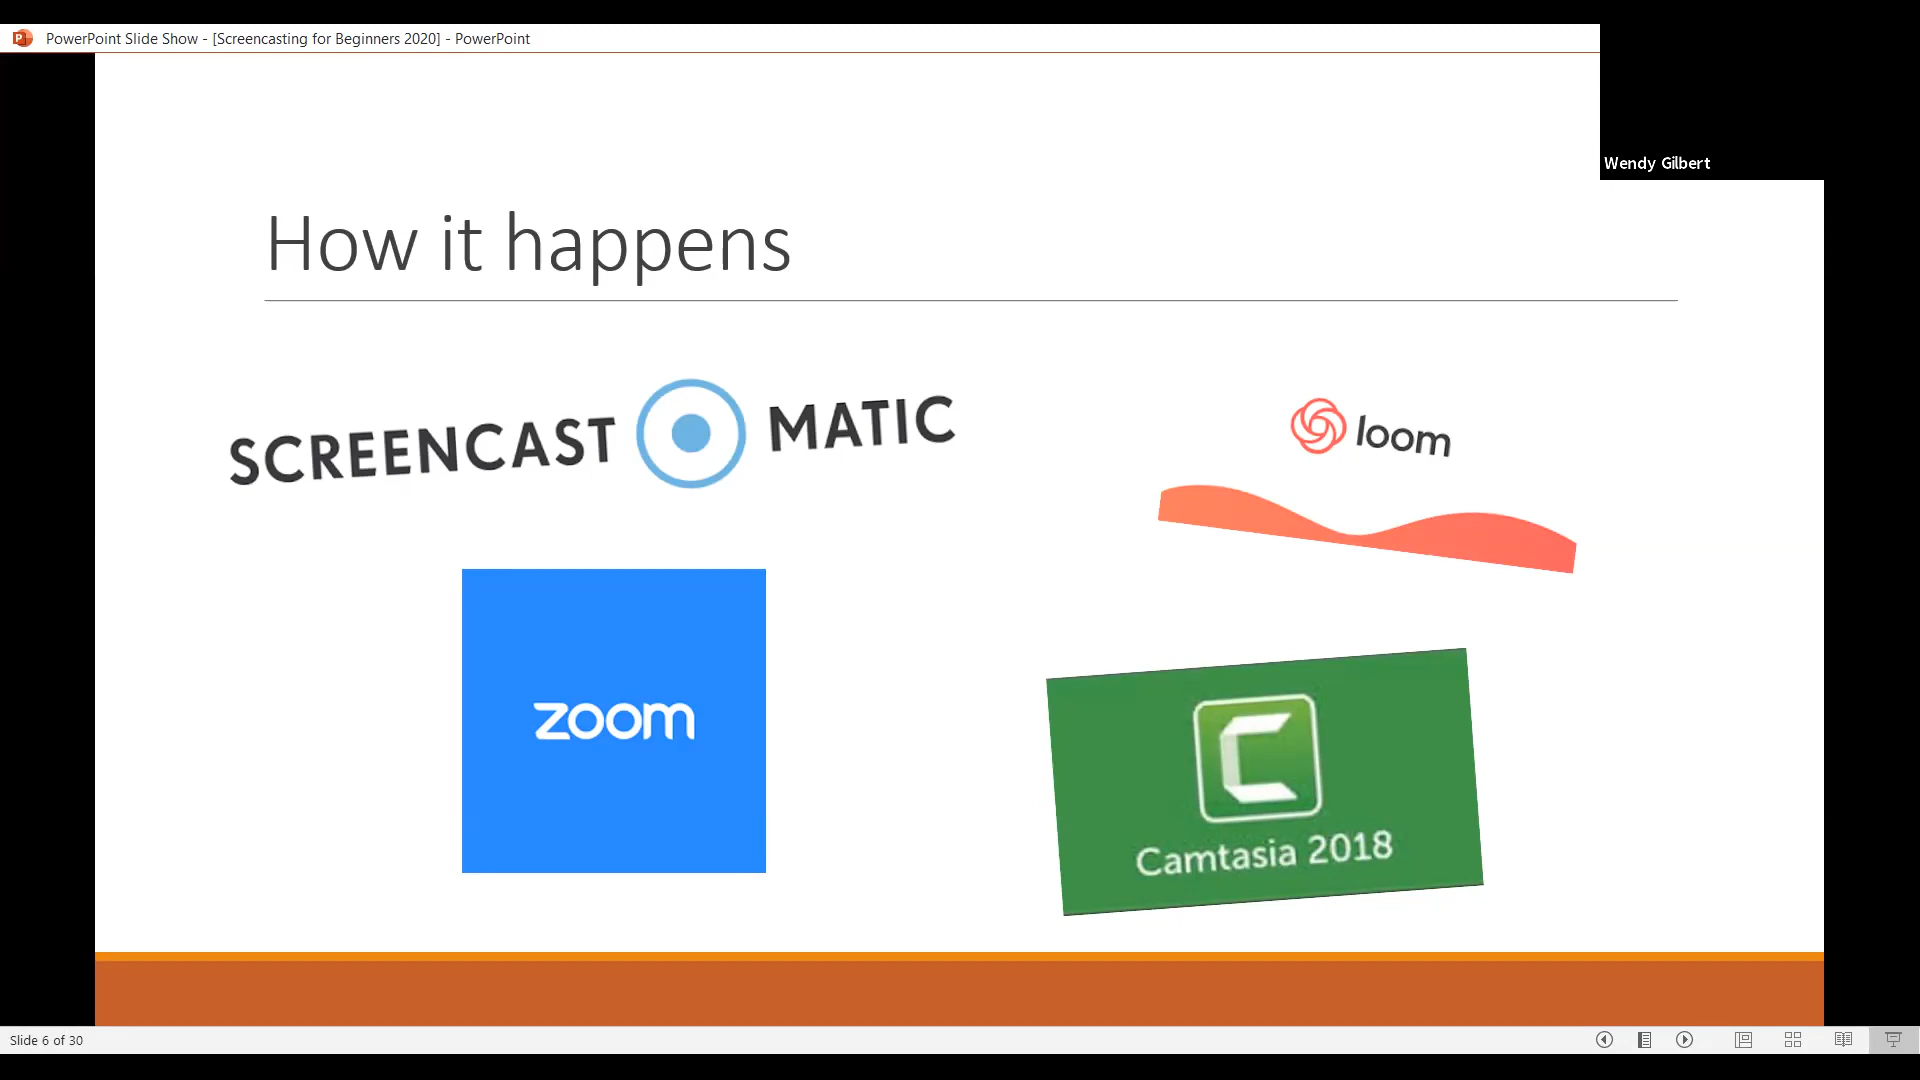 PowerPoint Slide Show - [Screencasting for Beginners 2020] - PowerPoint
Wendy Gilbert
How it happens
SCREENCAST MATIC
loom
zoom
Camtasia 2018
Slide 6 of 30